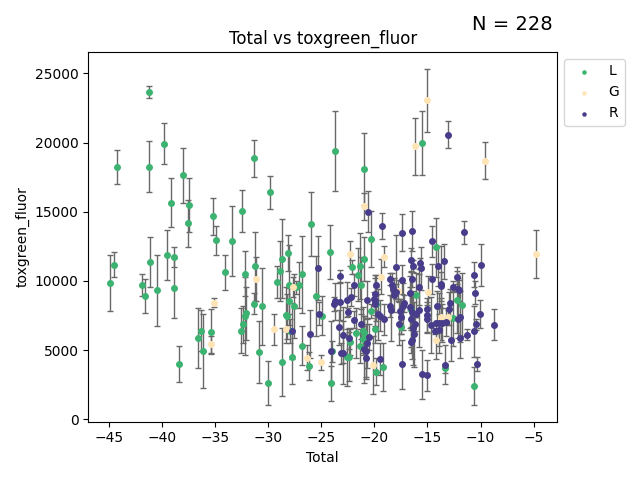 N = 228
Total vs toxgreen_fluor
25000
20000
15000
10000
5000
0
toxgreen_fluor
−45 −40 −35 −30 −25 −20 −15 −10 −5
Total
L
G
R